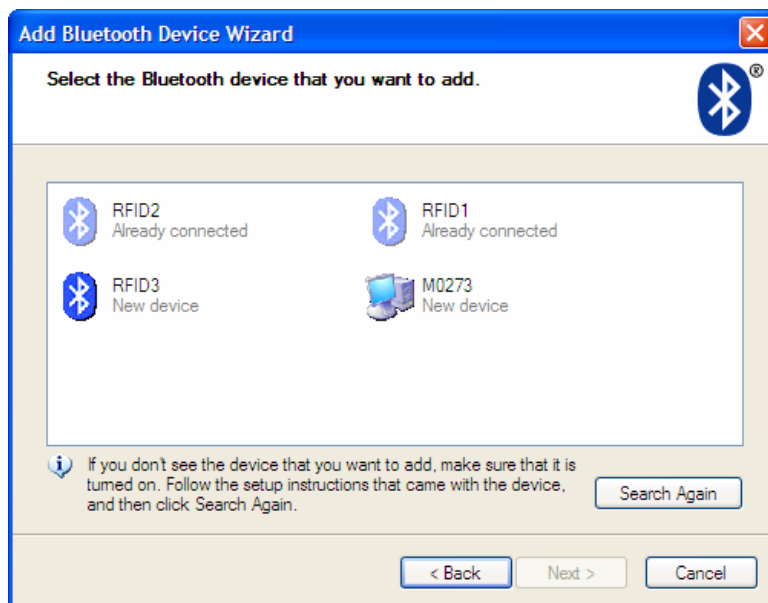 Add Bluetooth Device Wizard
Select the Bluetooth device that you want to add.
®
RFID2
Already connected
RFID1
Already connected
RFID3
New device
M0273
New device
If you don't see the device that you want to add, make sure that it is
turned on. Follow the setup instructions that came with the device,
and then click Search Again.
Search Again
< Back
Next >
Cancel